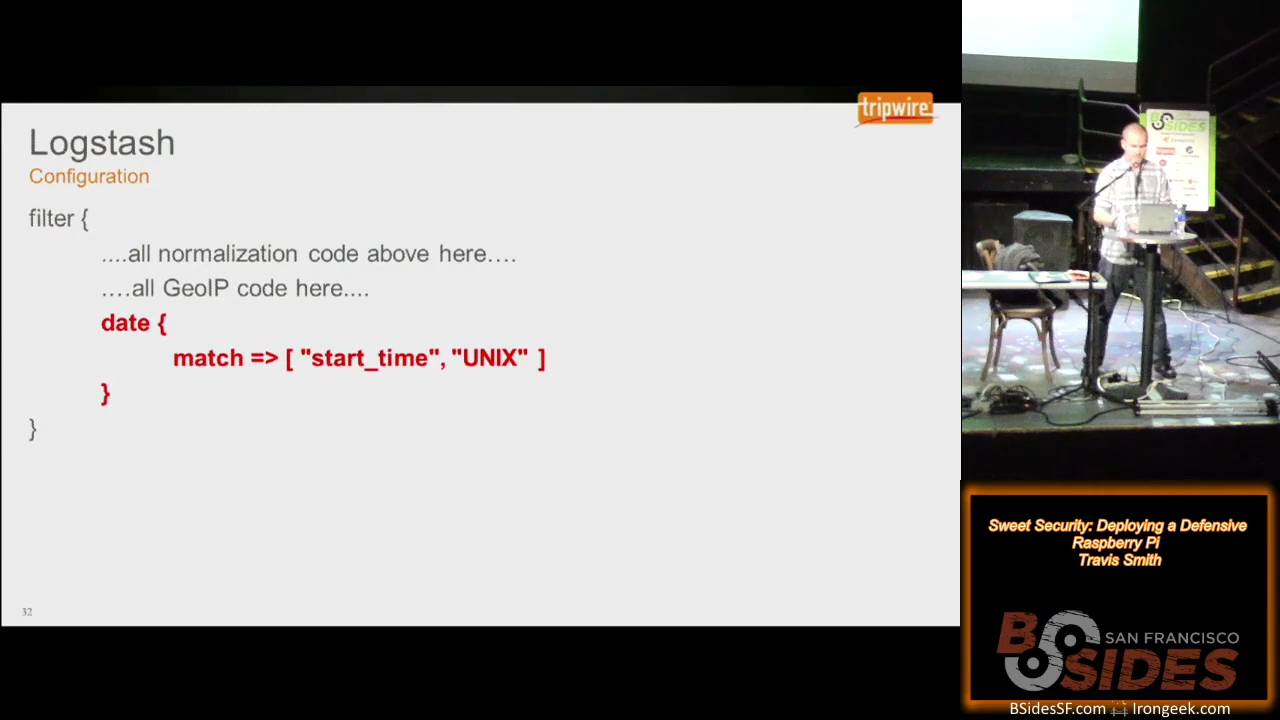 tripwire
Logstash
Configuration
filter {
....all normalization code above here....
....all GeoIP code here....
date {
match => [ "start_time", "UNIX" ]
}
}
32
BSIDES
Sweet Security: Deploying a Defensive
Raspberry Pi
Travis Smith
BSIDES
SAN FRANCISCO
BSidesSF.com
Irongeek.com